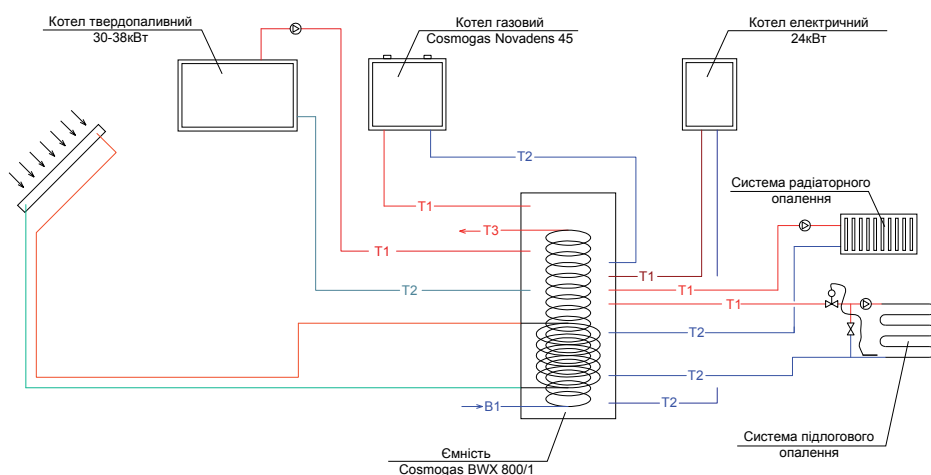 Котел твердопаливний
30-38кВт
Котел газовий
Cosmogas Novadens 45
Котел електричний
24кВт
T2
Система радіаторного
опалення
T1
T3
T1
T1
T2
T1
T1
T2
T2
B1
T2
Ємність
Cosmogas BWX 800/1
Система підлогового
опалення